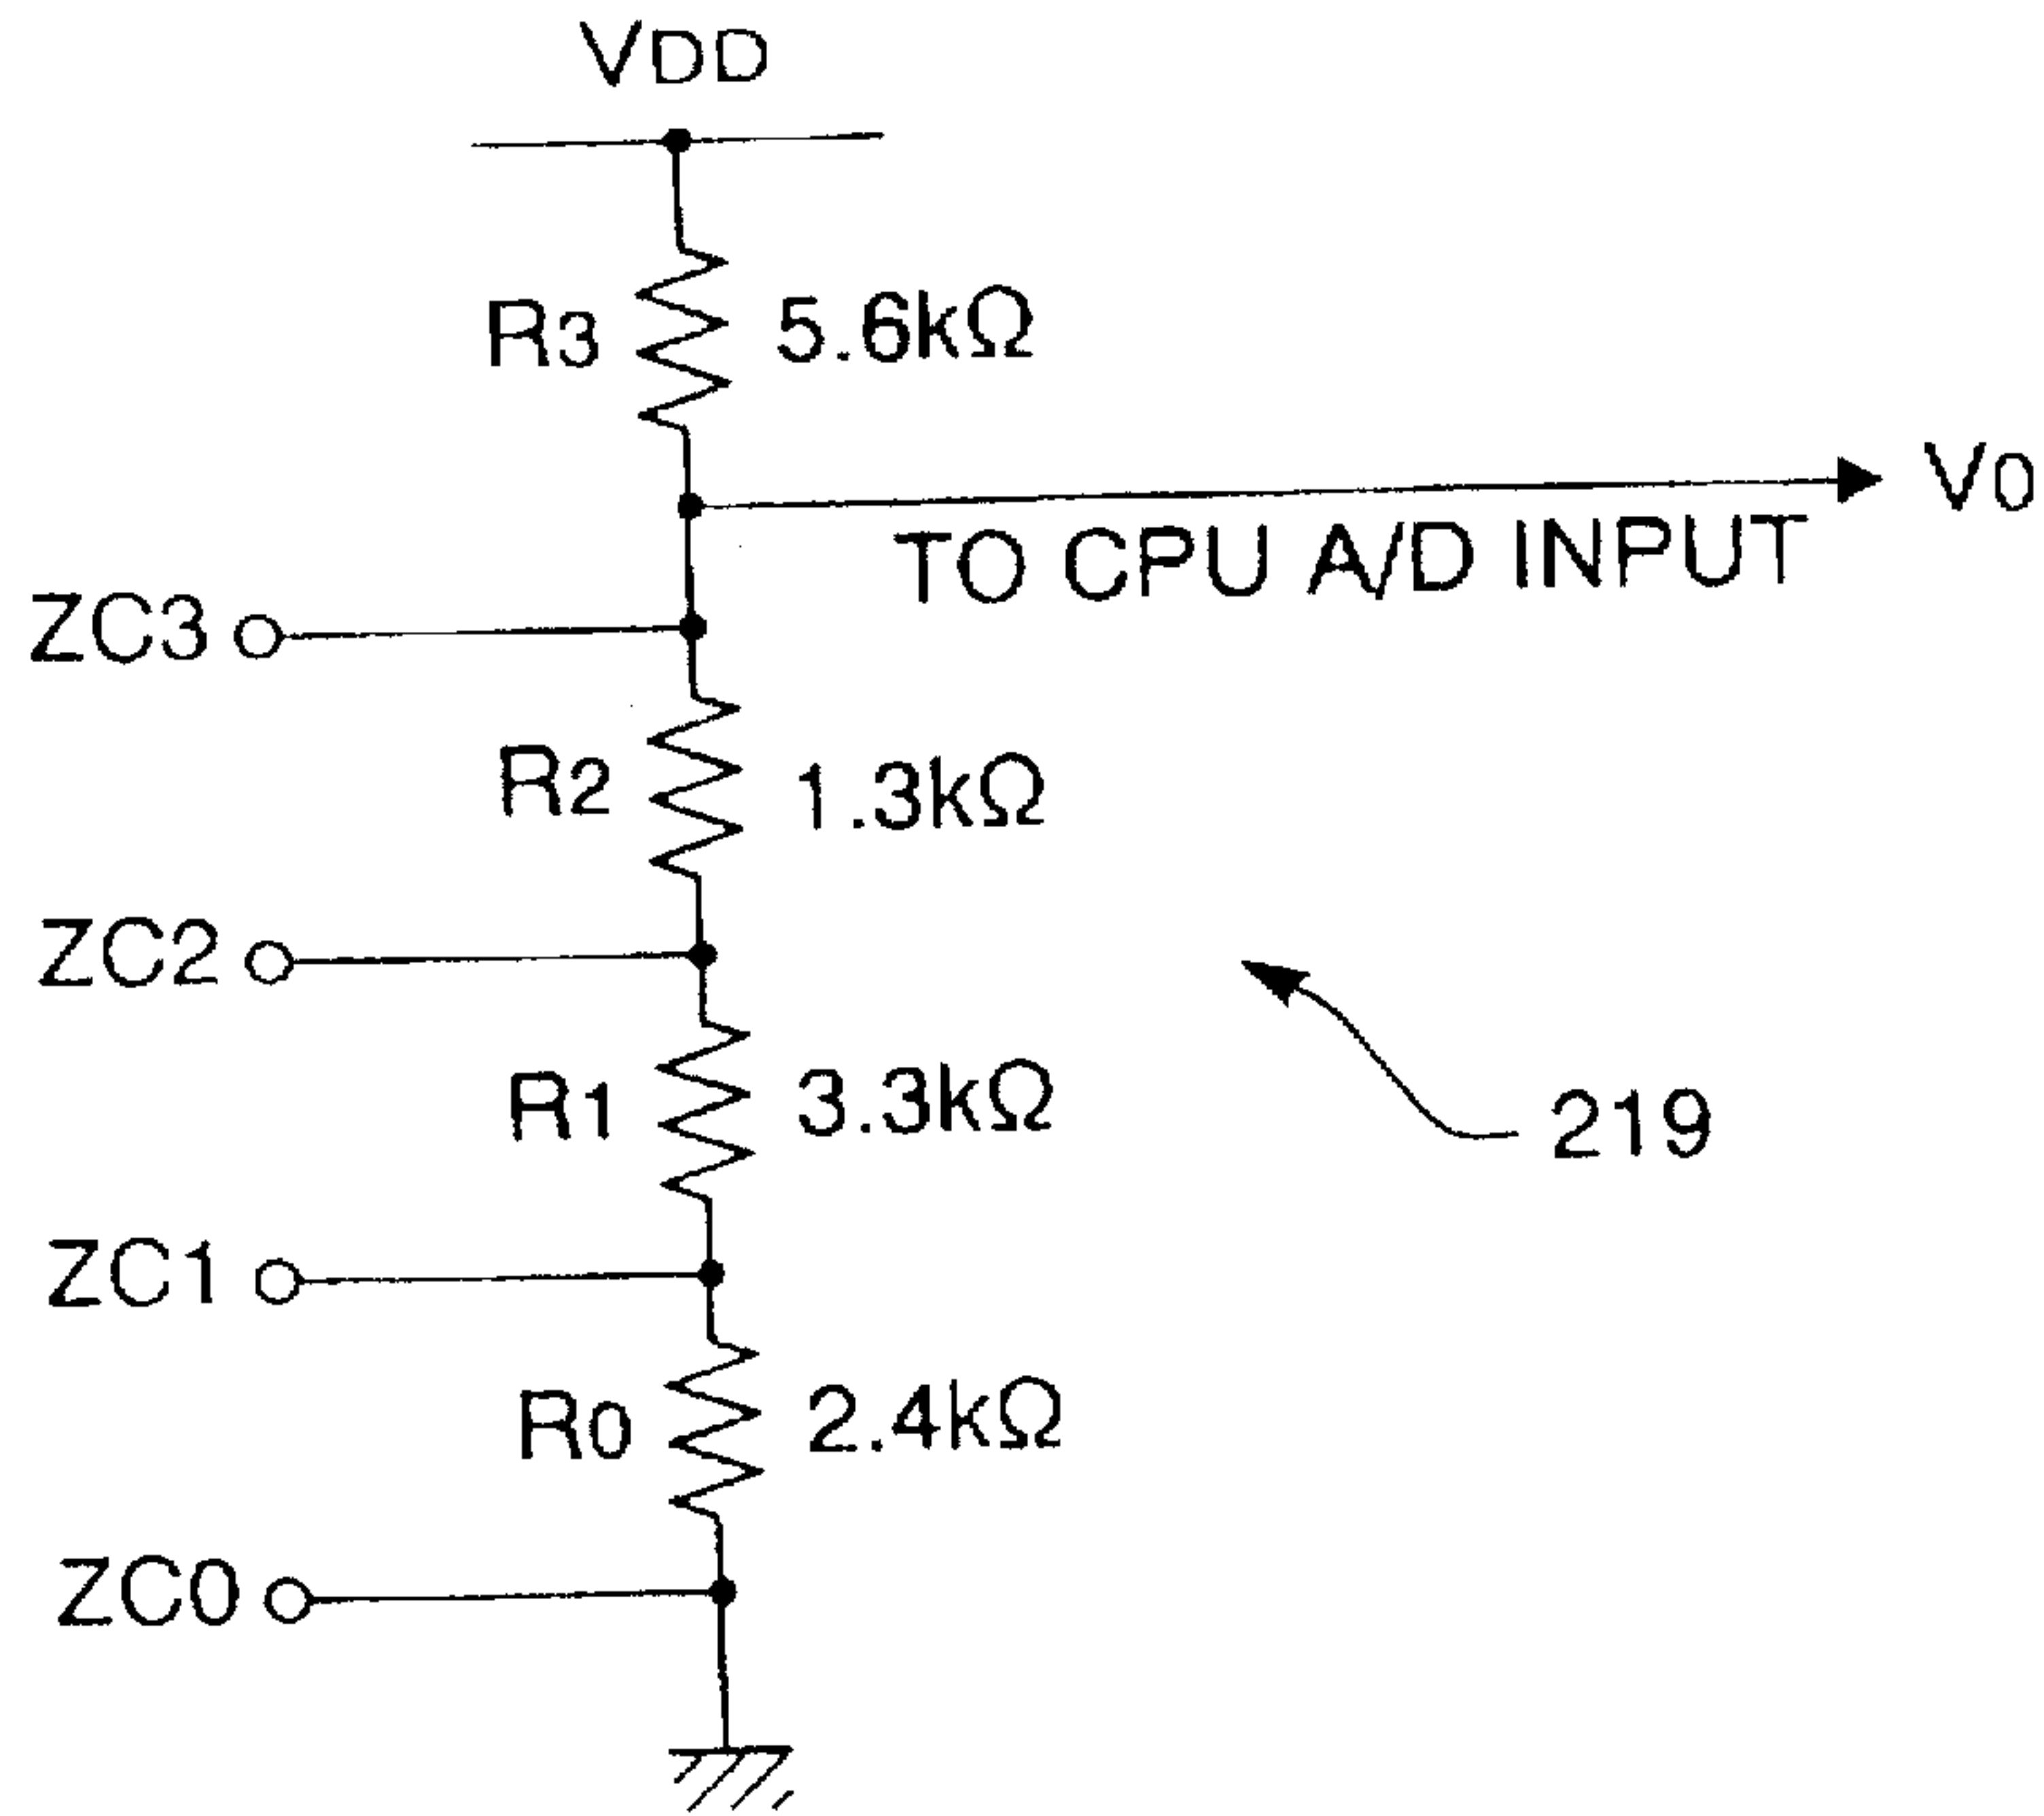 VDD
R3 5.6kΩ
V0
TO CPU A/D INPUT
ZC3
R2 1.3kΩ
ZC2
R1 3.3kΩ
219
ZC1
R0 2.4kΩ
ZC0